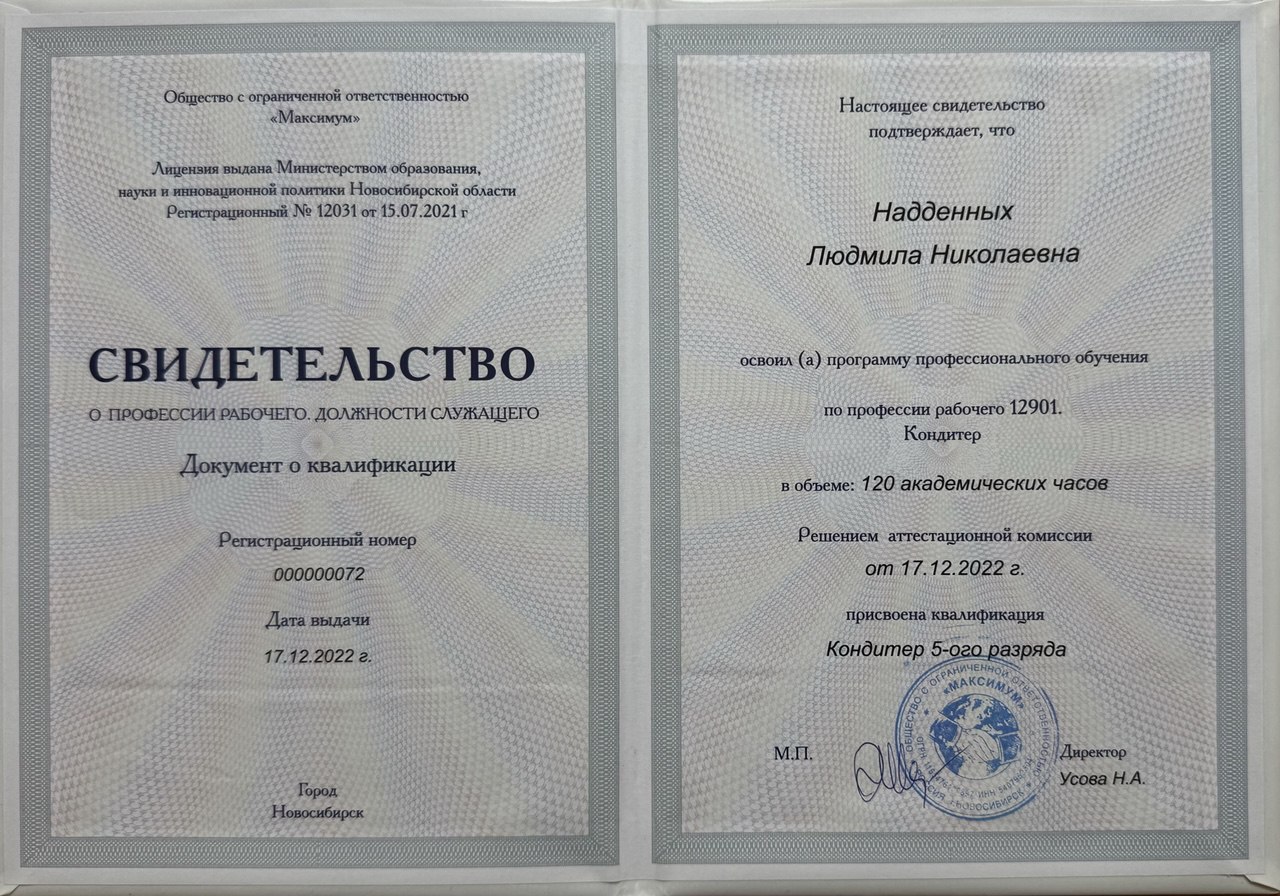 Общество с ограниченной ответственностью
«Максимум»
Лицензия выдана Министерством образования,
науки и инновационной политики Новосибирской области
Регистрационный № 12031 от 15.07.2021 г
СВИДЕТЕЛЬСТВО
О ПРОФЕССИИ РАБОЧЕГО. ДОЛЖНОСТИ СЛУЖАЩЕГО
Документ о квалификации
Регистрационный номер
000000072
Дата выдачи
17.12.2022 г.
Город
Новосибирск
Настоящее свидетельство
подтверждает, что
Надденных
Людмила Николаевна
освоил (а) программу профессионального обучения
по профессии рабочего 12901.
Кондитер
в объеме: 120 академических часов
Решением аттестационной комиссии
от 17.12.2022 г.
присвоена квалификация
Кондитер 5-ого разряда
ОБЩЕСТВО С ОГРАНИЧЕННОЙ ОТВЕТСТВЕННОСТЬЮ
«МАКСИМУМ»
ОГРН
ИНН
РОССИЯ, г.НОВОСИБИРСК
М.П.
Директор
Усова Н.А.